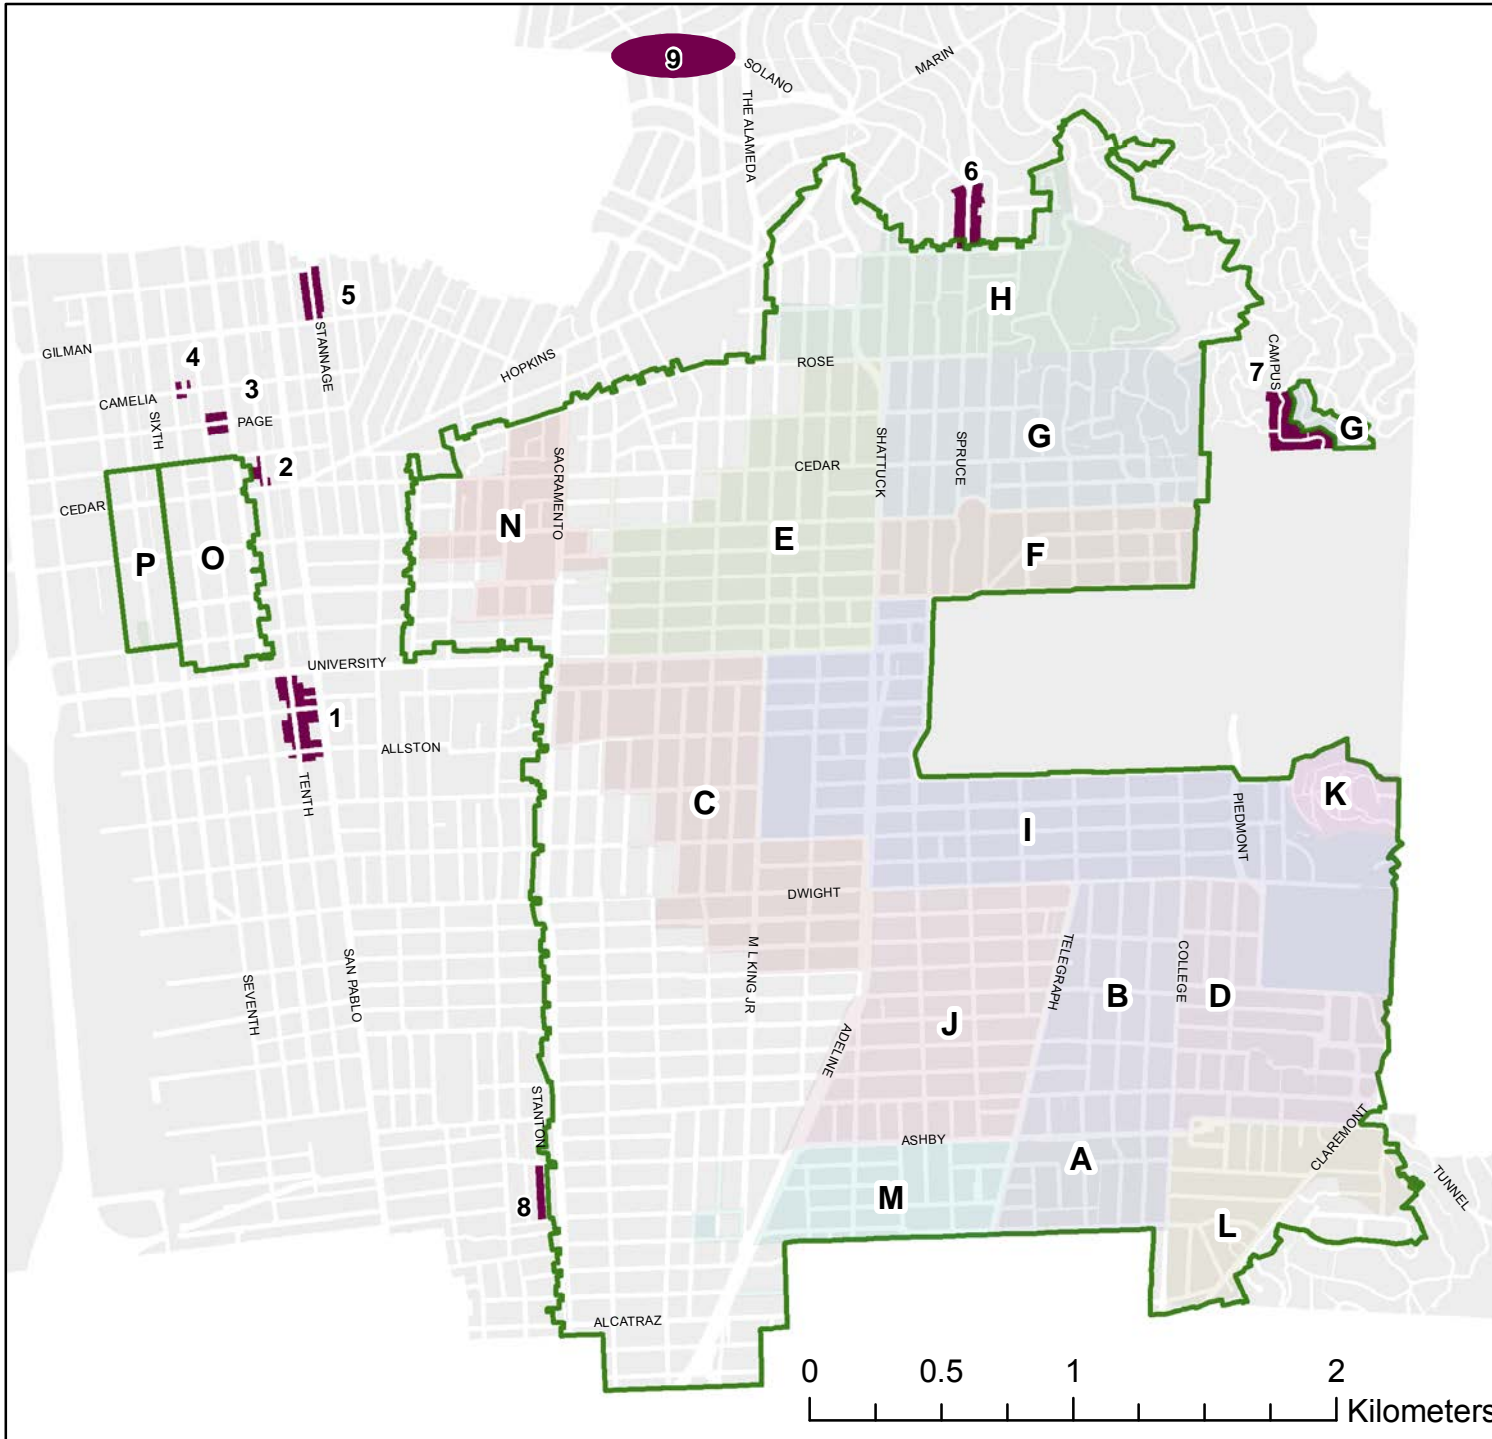 9
SOLANO
MARIN
THE ALAMEDA
6
5
STANNAGE
H
GILMAN
4
CAMELIA
3
PAGE
SIXTH
HOPKINS
ROSE
CAMPUS
7
G
2
CEDAR
SACRAMENTO
SHATTUCK
SPRUCE
G
CEDAR
N
E
F
P
O
UNIVERSITY
1
ALLSTON
TENTH
C
I
K
PIEDMONT
DWIGHT
SEVENTH
SAN PABLO
M L KING JR
ADELINE
J
TELEGRAPH
B
COLLEGE
D
STANTON
ASHBY
CLAREMONT
TUNNEL
8
M
A
L
ALCATRAZ
0 0.5 1 2
Kilometers